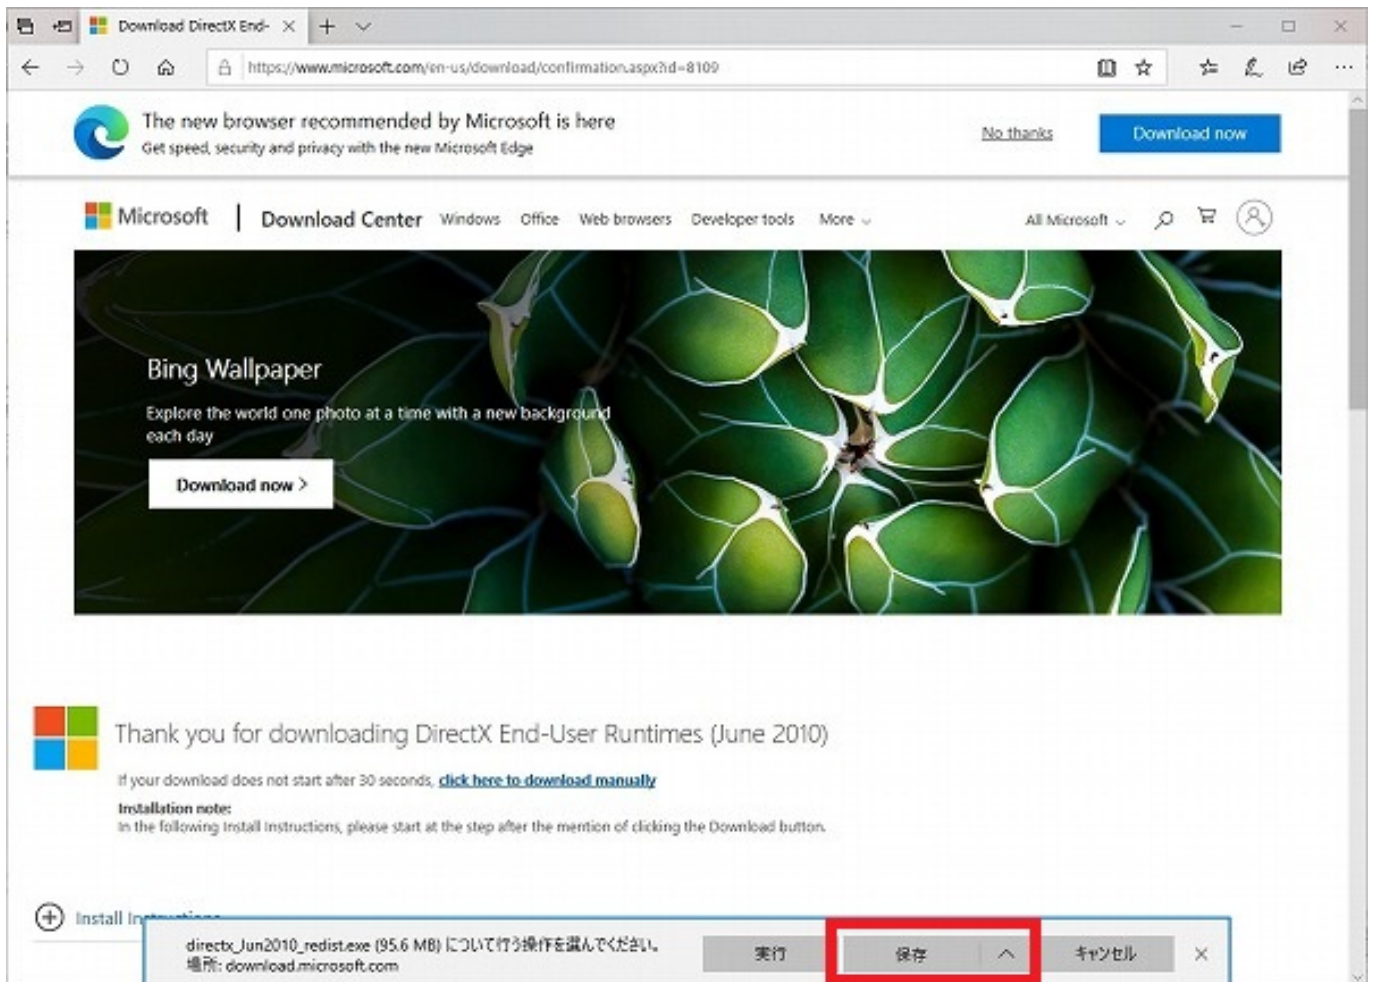 Download DirectX End-
https://www.microsoft.com/en-us/download/confirmation.aspx?id=8109
The new browser recommended by Microsoft is here
Get speed, security and privacy with the new Microsoft Edge
No thanks
Download now
Microsoft
Download Center
Windows
Office
Web browsers
Developer tools
More
All Microsoft
Bing Wallpaper
Explore the world one photo at a time with a new background
each day
Download now >
Thank you for downloading DirectX End-User Runtimes (June 2010)
If your download does not start after 30 seconds, click here to download manually
Installation note:
In the following Install Instructions, please start at the step after the mention of clicking the Download button.
Install Instructions
directx_Jun2010_redist.exe (95.6 MB) について行う操作を選んでください。
場所: download.microsoft.com
実行
保存
キャンセル